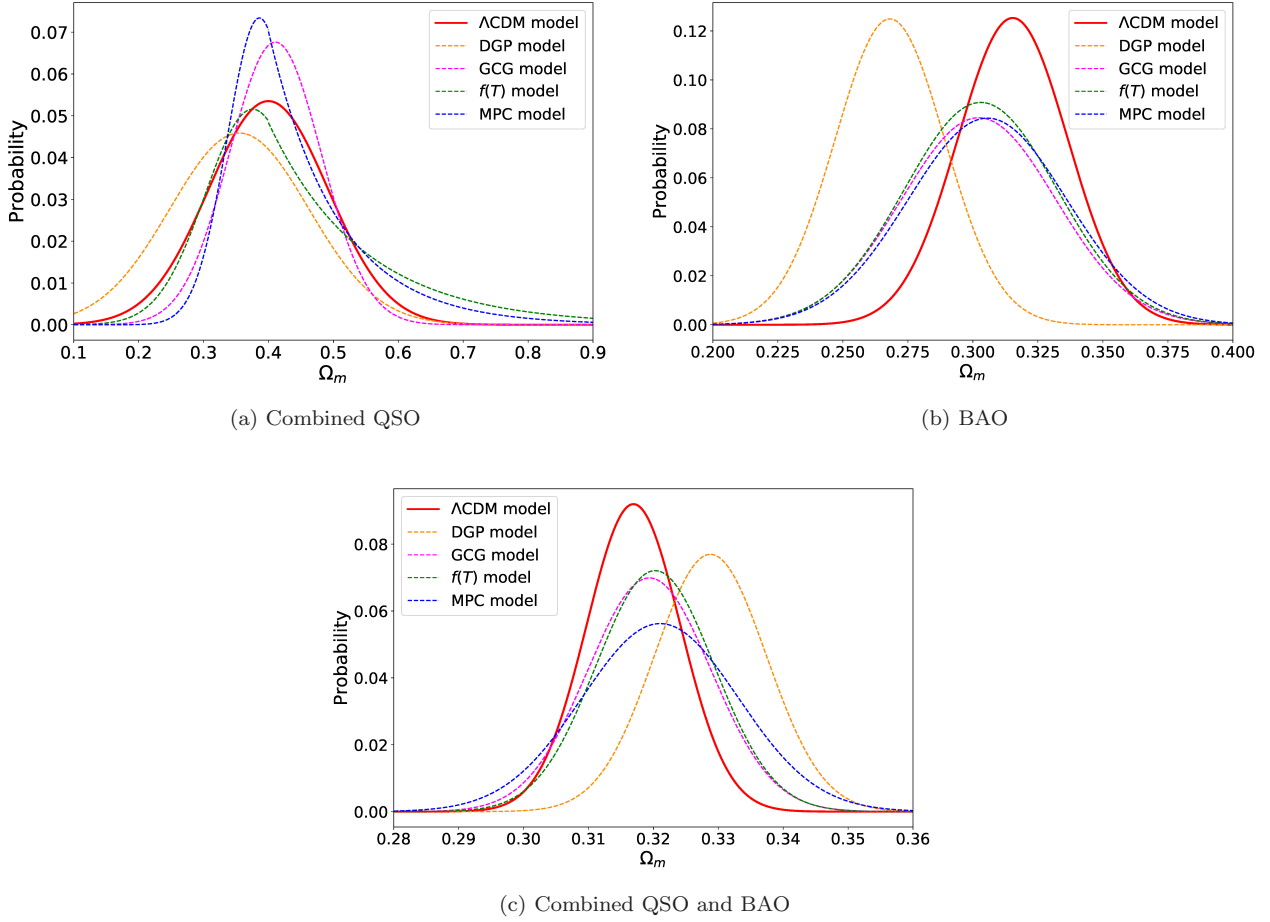 0.07
0.06
0.05
0.04
0.03
0.02
0.01
0.00
Probability
0.1 0.2 0.3 0.4 0.5 0.6 0.7 0.8 0.9
Ωm
ΛCDM model
DGP model
GCG model
f(T) model
MPC model
(a) Combined QSO
0.12
0.10
0.08
0.06
0.04
0.02
0.00
Probability
0.200 0.225 0.250 0.275 0.300 0.325 0.350 0.375 0.400
Ωm
ΛCDM model
DGP model
GCG model
f(T) model
MPC model
(b) BAO
0.08
0.06
0.04
0.02
0.00
Probability
0.28 0.29 0.30 0.31 0.32 0.33 0.34 0.35 0.36
Ωm
ΛCDM model
DGP model
GCG model
f(T) model
MPC model
(c) Combined QSO and BAO